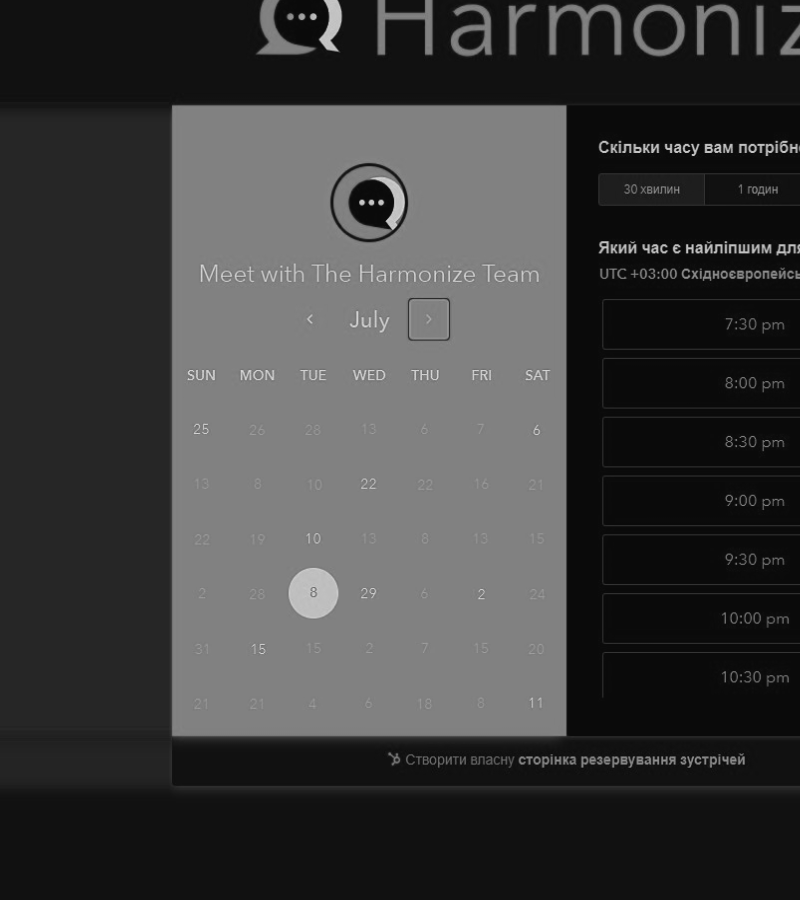 Harmoniz
Meet with The Harmonize Team
July
SUN MON TUE WED THU FRI SAT
25 26 28 13 6 7 6
13 8 10 22 22 16 21
22 19 10 13 8 13 15
2 28 8 29 6 2 24
31 15 15 2 7 15 20
21 21 4 6 18 8 11
Скільки часу вам потрібн
30 хвилин 1 годин
Який час є найліпшим для
UTC +03:00 Східноєвропейсь
7:30 pm
8:00 pm
8:30 pm
9:00 pm
9:30 pm
10:00 pm
10:30 pm
Створити власну сторінка резервування зустрічей